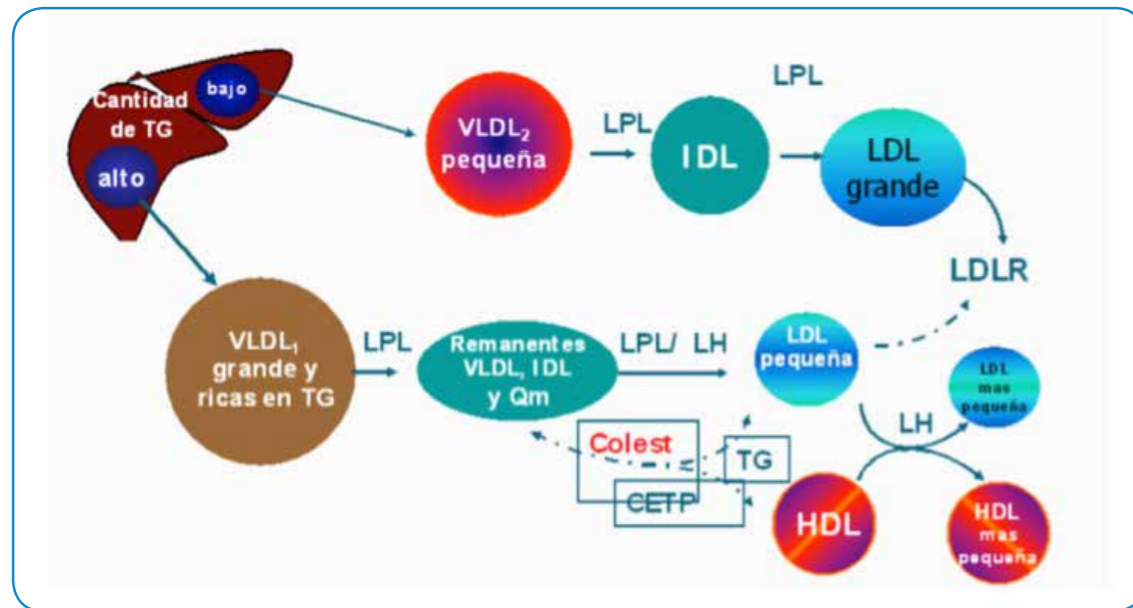 Cantidad
de TG
bajo
alto
VLDL₂
pequeña
LPL
IDL
LPL
LDL
grande
LDLR
VLDL₁
grande y
ricas en TG
LPL
Remanentes
VLDL, IDL
y Qm
LPL/ LH
LDL
pequeña
LDL
mas
pequeña
LH
Colest
TG
CETP
HDL
HDL
mas
pequeña